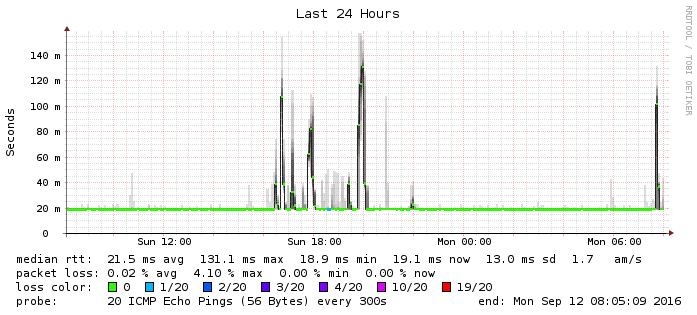 Last 24 Hours
RRDTOOL / TOBI OETIKER
Seconds
140 m
120 m
100 m
80 m
60 m
40 m
20 m
0
Sun 12:00 Sun 18:00 Mon 00:00 Mon 06:00
median rtt: 21.5 ms avg 131.1 ms max 18.9 ms min 19.1 ms now 13.0 ms sd 1.7 am/s
packet loss: 0.02 % avg 4.10 % max 0.00 % min 0.00 % now
loss color: 0 1/20 2/20 3/20 4/20 10/20 19/20
probe: 20 ICMP Echo Pings (56 Bytes) every 300s end: Mon Sep 12 08:05:09 2016